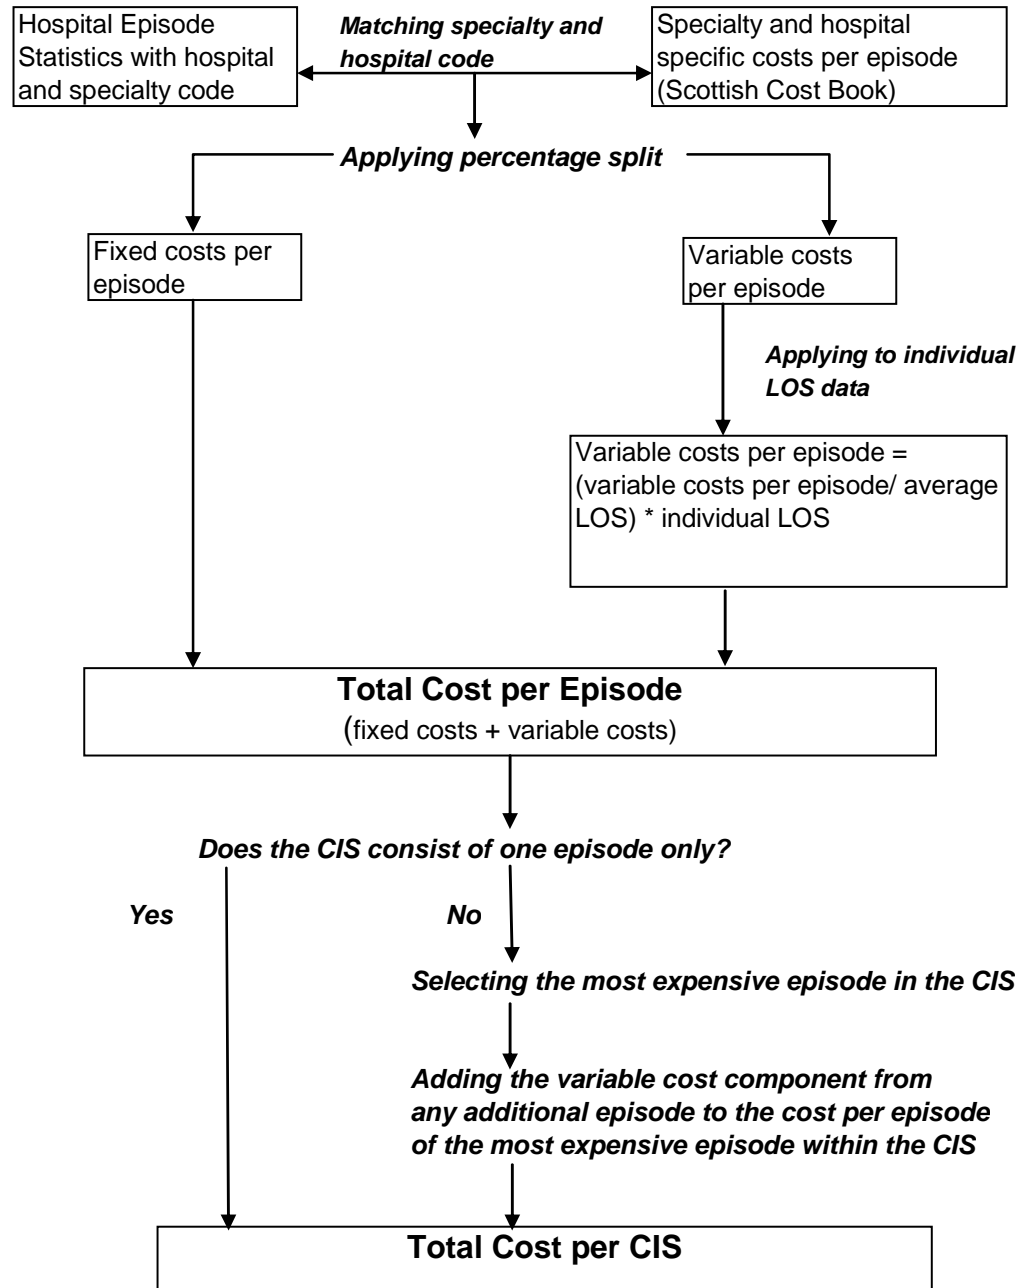 Hospital Episode
Statistics with hospital
and specialty code
Matching specialty and
hospital code
Specialty and hospital
specific costs per episode
(Scottish Cost Book)
Applying percentage split
Fixed costs per
episode
Variable costs
per episode
Applying to individual
LOS data
Variable costs per episode =
(variable costs per episode/ average
LOS) * individual LOS
Total Cost per Episode
(fixed costs + variable costs)
Does the CIS consist of one episode only?
Yes
No
Selecting the most expensive episode in the CIS
Adding the variable cost component from
any additional episode to the cost per episode
of the most expensive episode within the CIS
Total Cost per CIS